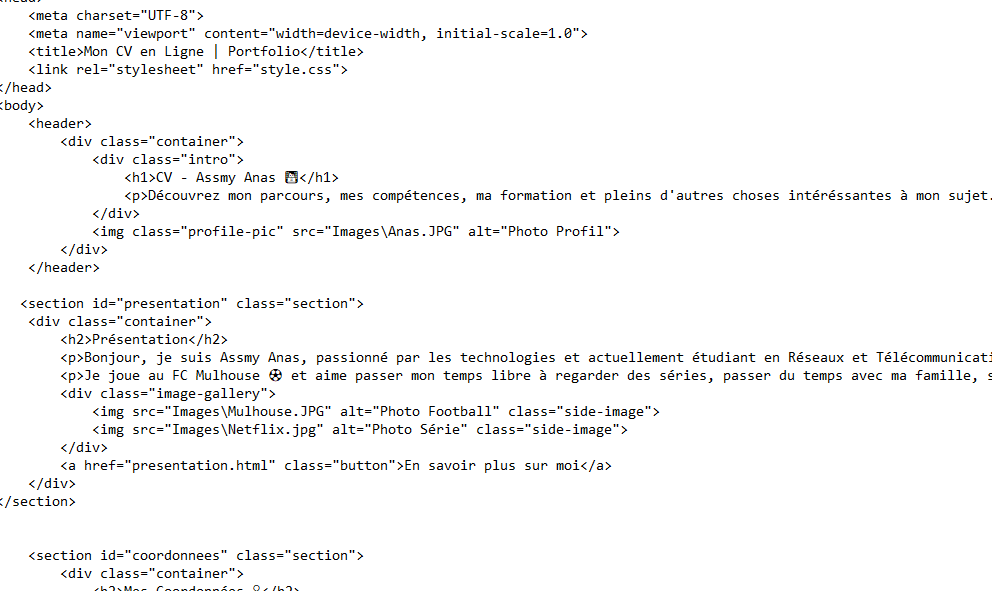 <head>
<meta charset="UTF-8">
<meta name="viewport" content="width=device-width, initial-scale=1.0">
<title>Mon CV en Ligne | Portfolio</title>
<link rel="stylesheet" href="style.css">
</head>
<body>
<header>
<div class="container">
<div class="intro">
<h1>CV - Assmy Anas 👨🏻‍💻</h1>
<p>Découvrez mon parcours, mes compétences, ma formation et pleins d'autres choses intéréssantes à mon sujet.
</div>
<img class="profile-pic" src="Images\Anas.JPG" alt="Photo Profil">
</div>
</header>
<section id="presentation" class="section">
<div class="container">
<h2>Présentation</h2>
<p>Bonjour, je suis Assmy Anas, passionné par les technologies et actuellement étudiant en Réseaux et Télécommunicati
<p>Je joue au FC Mulhouse ⚽ et aime passer mon temps libre à regarder des séries, passer du temps avec ma famille, s
<div class="image-gallery">
<img src="Images\Mulhouse.JPG" alt="Photo Football" class="side-image">
<img src="Images\Netflix.jpg" alt="Photo Série" class="side-image">
</div>
<a href="presentation.html" class="button">En savoir plus sur moi</a>
</div>
</section>
<section id="coordonnees" class="section">
<div class="container">
<h2>Mes Coordonnées </h2>